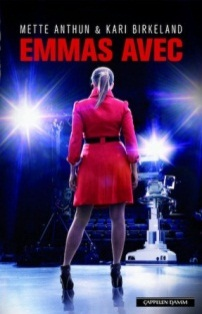 METTE ANTHUN & KARI BIRKELAND
EMMAS AVEC
CAPPELEN DAMM